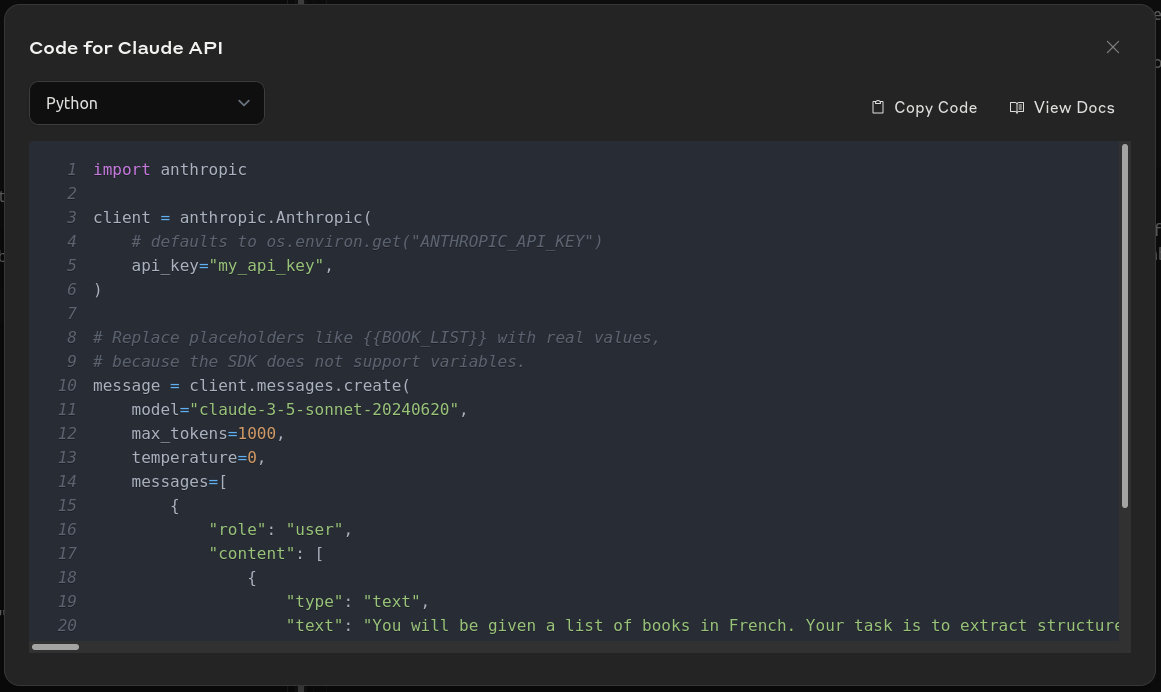 Code for Claude API
Python
Copy Code
View Docs
1 import anthropic
2
3 client = anthropic.Anthropic(
4     # defaults to os.environ.get("ANTHROPIC_API_KEY")
5     api_key="my_api_key",
6 )
7
8 # Replace placeholders like {{BOOK_LIST}} with real values,
9 # because the SDK does not support variables.
10 message = client.messages.create(
11     model="claude-3-5-sonnet-20240620",
12     max_tokens=1000,
13     temperature=0,
14     messages=[
15         {
16             "role": "user",
17             "content": [
18                 {
19                     "type": "text",
20                     "text": "You will be given a list of books in French. Your task is to extract structure